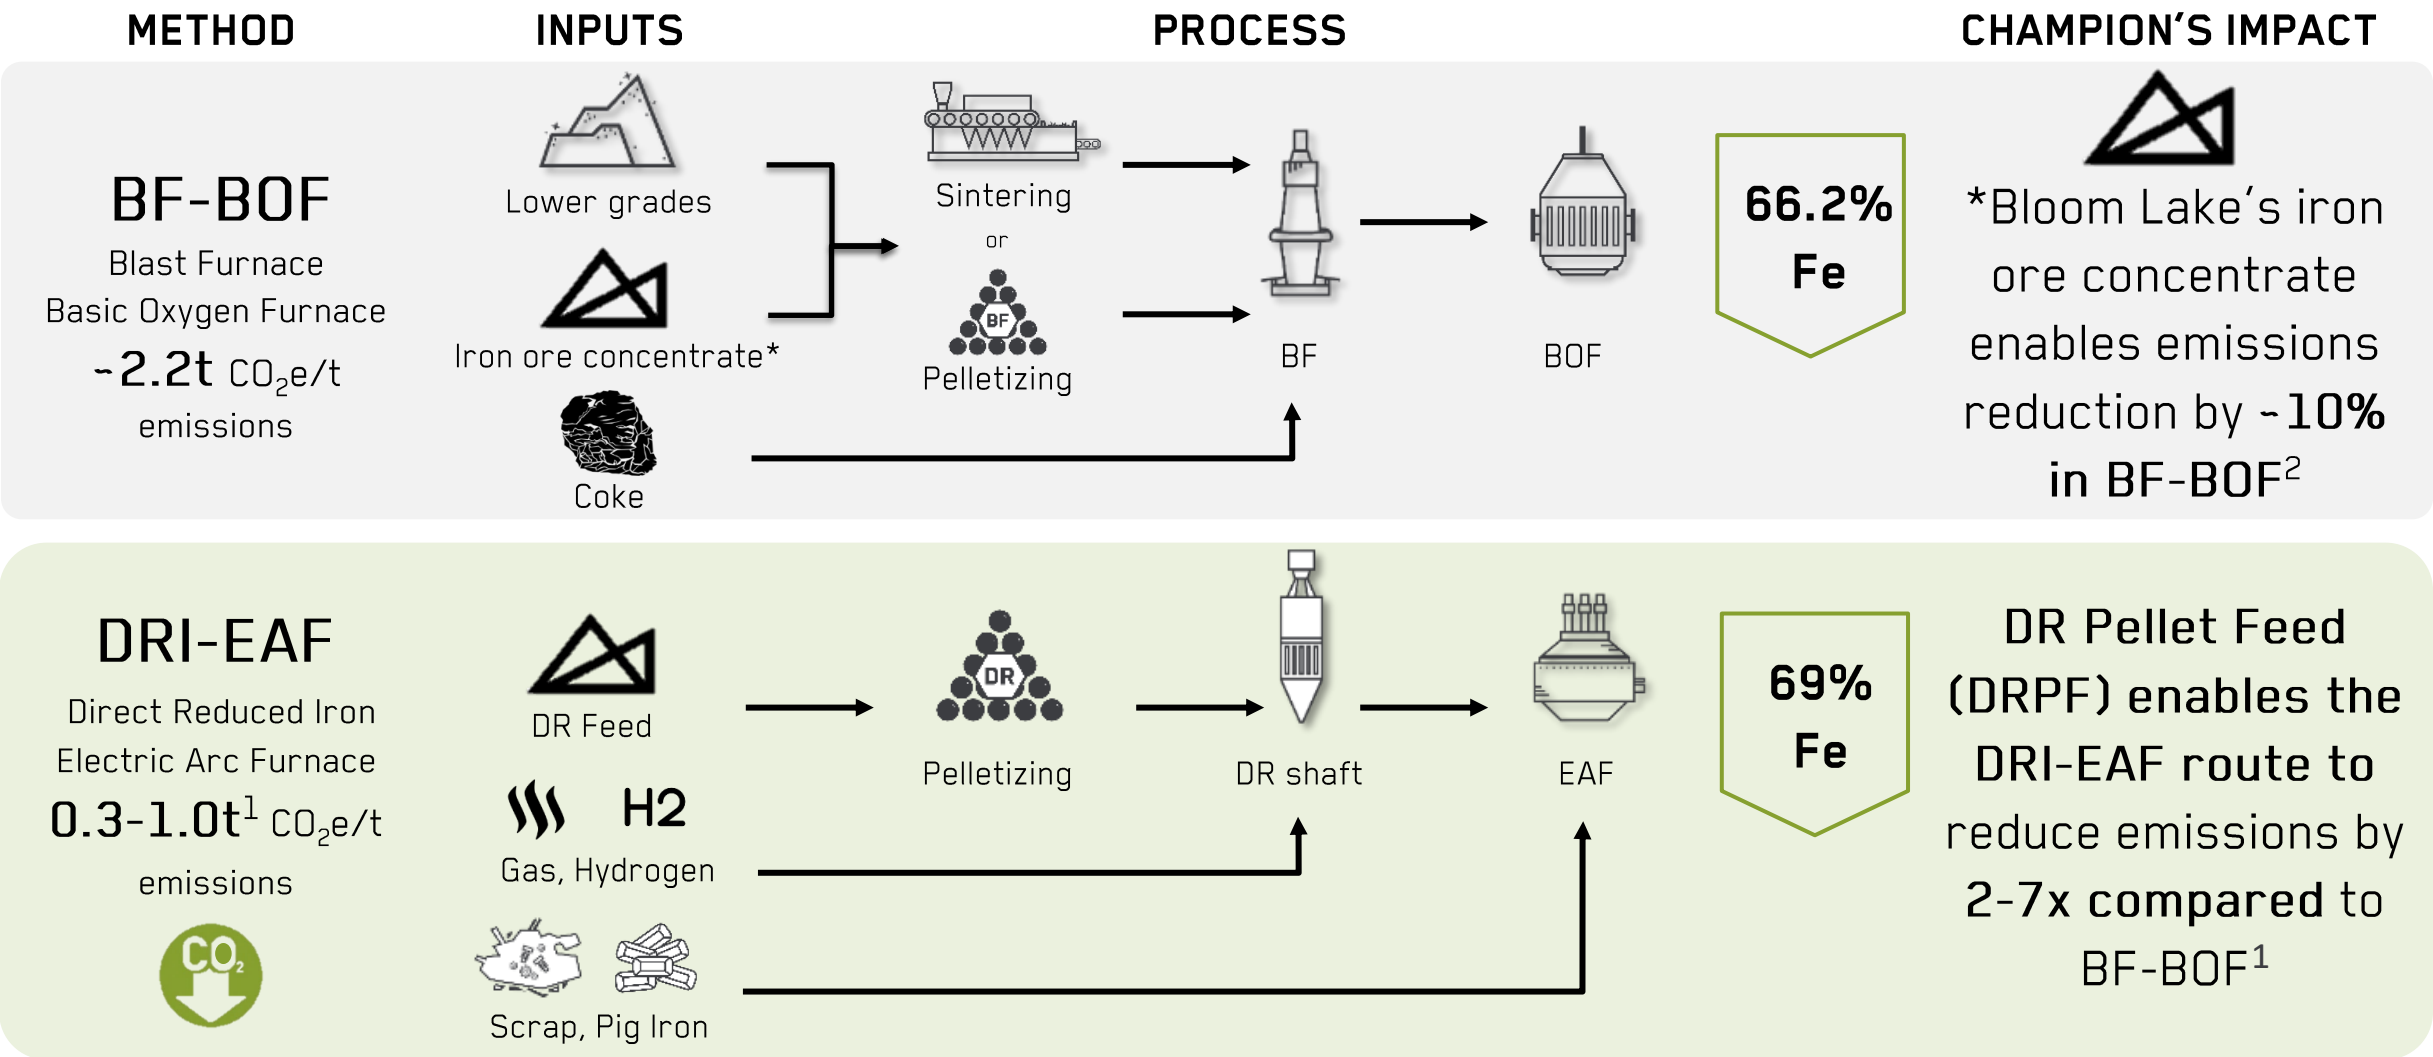 METHOD
INPUTS
PROCESS
CHAMPION'S IMPACT
BF-BOF
Blast Furnace
Basic Oxygen Furnace
~2.2t CO₂e/t
emissions
Lower grades
Iron ore concentrate*
Coke
Sintering
or
BF
Pelletizing
BF
BOF
66.2%
Fe
*Bloom Lake's iron
ore concentrate
enables emissions
reduction by ~10%
in BF-BOF²
DRI-EAF
Direct Reduced Iron
Electric Arc Furnace
0.3-1.0t¹ CO₂e/t
emissions
CO₂
DR Feed
H2
Gas, Hydrogen
Scrap, Pig Iron
DR
Pelletizing
DR shaft
EAF
69%
Fe
DR Pellet Feed
(DRPF) enables the
DRI-EAF route to
reduce emissions by
2-7x compared to
BF-BOF¹